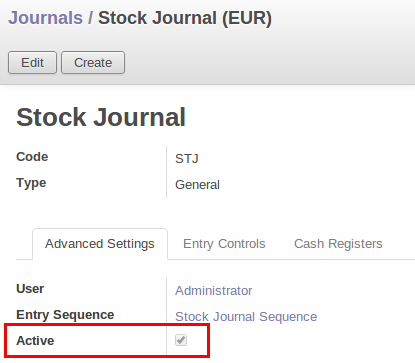 Journals / Stock Journal (EUR)
Edit Create
Stock Journal
Code STJ
Type General
Advanced Settings Entry Controls Cash Registers
User Administrator
Entry Sequence Stock Journal Sequence
Active